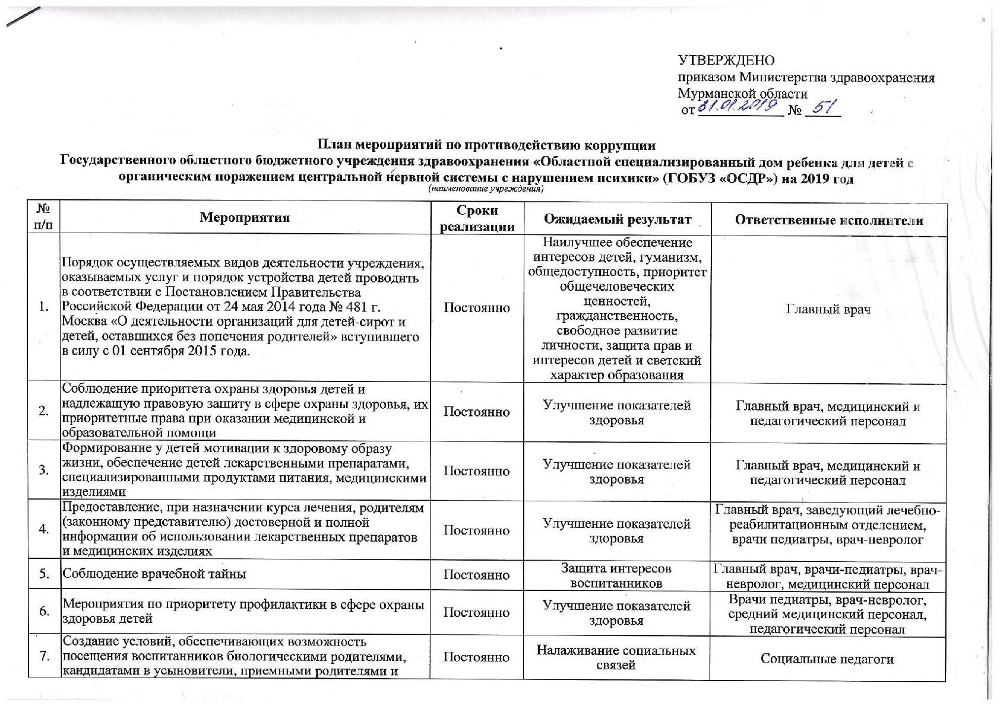 УТВЕРЖДЕНО
приказом Министерства здравоохранения
Мурманской области
от 31.01.2019 № 51
План мероприятий по противодействию коррупции
Государственного областного бюджетного учреждения здравоохранения «Областной специализированный дом ребенка для детей с
органическим поражением центральной нервной системы с нарушением психики» (ГОБУЗ «ОСДР») на 2019 год
(наименование учреждения)
№
п/п
Мероприятия
Сроки
реализации
Ожидаемый результат
Ответственные исполнители
1.
Порядок осуществляемых видов деятельности учреждения,
оказываемых услуг и порядок устройства детей проводить
в соответствии с Постановлением Правительства
Российской Федерации от 24 мая 2014 года № 481 г.
Москва «О деятельности организаций для детей-сирот и
детей, оставшихся без попечения родителей» вступившего
в силу с 01 сентября 2015 года.
Постоянно
Наилучшее обеспечение
интересов детей, гуманизм,
общедоступность, приоритет
общечеловеческих
ценностей,
гражданственность,
свободное развитие
личности, защита прав и
интересов детей и светский
характер образования
Главный врач
2.
Соблюдение приоритета охраны здоровья детей и
надлежащую правовую защиту в сфере охраны здоровья, их
приоритетные права при оказании медицинской и
образовательной помощи
Постоянно
Улучшение показателей
здоровья
Главный врач, медицинский и
педагогический персонал
3.
Формирование у детей мотивации к здоровому образу
жизни, обеспечение детей лекарственными препаратами,
специализированными продуктами питания, медицинскими
изделиями
Постоянно
Улучшение показателей
здоровья
Главный врач, медицинский и
педагогический персонал
4.
Предоставление, при назначении курса лечения, родителям
(законному представителю) достоверной и полной
информации об использовании лекарственных препаратов
и медицинских изделиях
Постоянно
Улучшение показателей
здоровья
Главный врач, заведующий лечебно-
реабилитационным отделением,
врачи педиатры, врач-невролог
5.
Соблюдение врачебной тайны
Постоянно
Защита интересов
воспитанников
Главный врач, врачи-педиатры, врач-
невролог, медицинский персонал
6.
Мероприятия по приоритету профилактики в сфере охраны
здоровья детей
Постоянно
Улучшение показателей
здоровья
Врачи педиатры, врач-невролог,
средний медицинский персонал,
педагогический персонал
7.
Создание условий, обеспечивающих возможность
посещения воспитанников биологическими родителями,
кандидатами в усыновители, приемными родителями и
Постоянно
Налаживание социальных
связей
Социальные педагоги